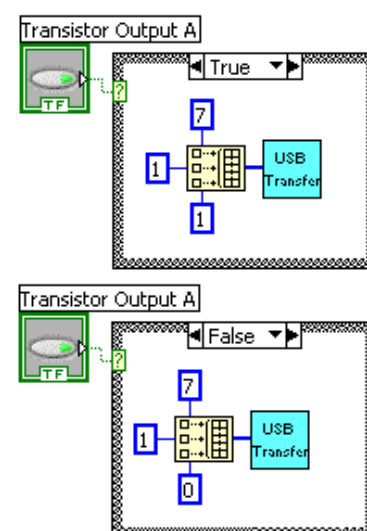 Transistor Output A
True
?
TF
7
1
USB
Transfer
1
Transistor Output A
False
?
TF
7
1
USB
Transfer
0